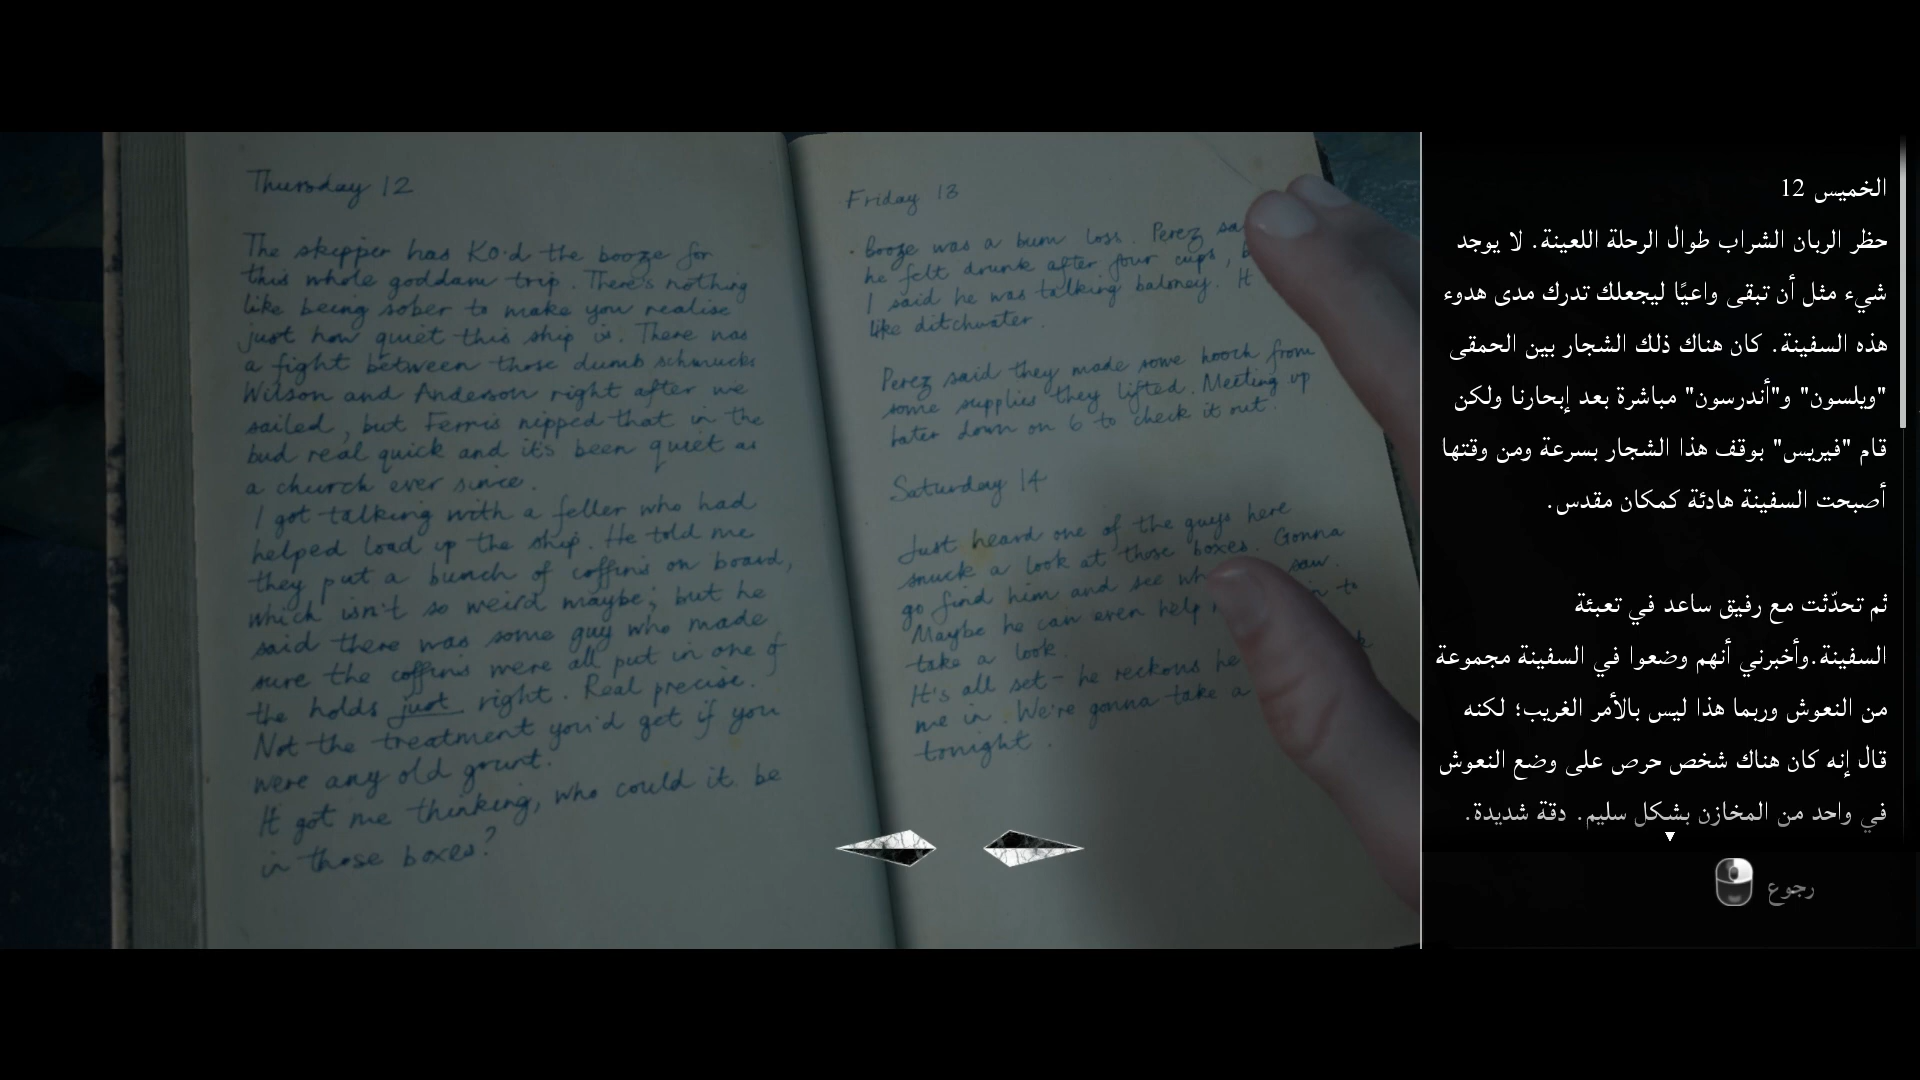 Thursday 12
The skipper has KO'd the booze for
this whole goddam trip. There's nothing
like being sober to make you realise
just how quiet this ship is. There was
a fight between those dumb schmucks
Wilson and Anderson right after we
sailed, but Ferris nipped that in the
bud real quick and it's been quiet as
a church ever since.
I got talking with a feller who had
helped load up the ship. He told me
they put a bunch of coffins on board,
which isn't so weird maybe; but he
said there was some guy who made
sure the coffins were all put in one of
the holds just right. Real precise.
Not the treatment you'd get if you
were any old grunt.
It got me thinking, who could it be
in those boxes?
Friday 13
Booze was a bum loss. Perez
he felt drunk after four cups,
I said he was talking baloney. It
like ditchwater.
Perez said they made some hooch from
some supplies they lifted. Meeting up
later down on 6 to check it out.
Saturday 14
Just heard one of the guys here
snuck a look at those boxes. Gonna
go find him and see saw.
Maybe he can even help to
take a look.
It's all set - he reckons he
me in. We're gonna take a
tonight.
الخميس 12
حظر الربان الشراب طوال الرحلة اللعينة. لا يوجد
شيء مثل أن تبقى واعيًا ليجعلك تدرك مدى هدوء
هذه السفينة. كان هناك ذلك الشجار بين الحمقى
"ويلسون" و"أندرسون" مباشرة بعد إبحارنا ولكن
قام "فيريس" بوقف هذا الشجار بسرعة ومن وقتها
أصبحت السفينة هادئة كمكان مقدس.
ثم تحدّثت مع رفيق ساعد في تعبئة
السفينة.وأخبرني أنهم وضعوا في السفينة مجموعة
من النعوش وربما هذا ليس بالأمر الغريب؛ لكنه
قال إنه كان هناك شخص حرص على وضع النعوش
في واحد من المخازن بشكل سليم. دقة شديدة.
رجوع